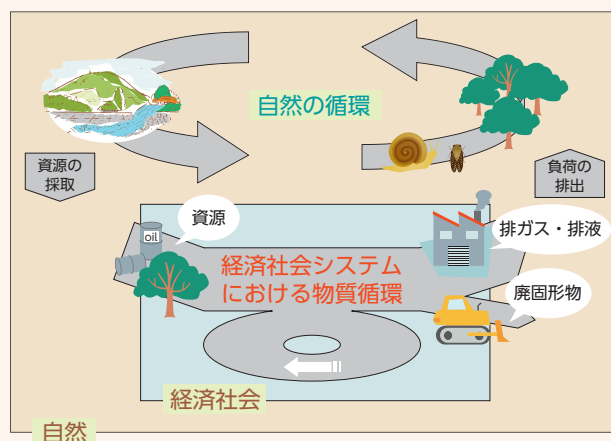 自然の循環
資源の
採取
負荷の
排出
資源
oil
排ガス・排液
経済社会システム
における物質循環
廃固形物
経済社会
自然